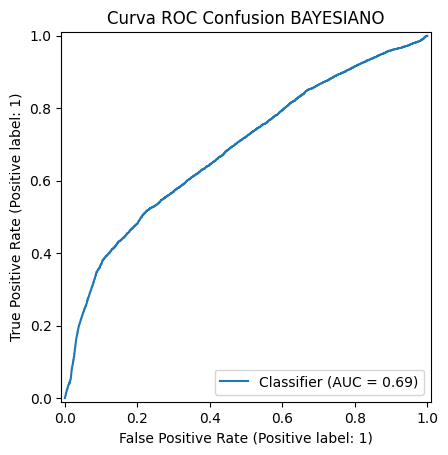 Curva ROC Confusion BAYESIANO
True Positive Rate (Positive label: 1)
1.0
0.8
0.6
0.4
0.2
0.0
Classifier (AUC = 0.69)
0.0 0.2 0.4 0.6 0.8 1.0
False Positive Rate (Positive label: 1)